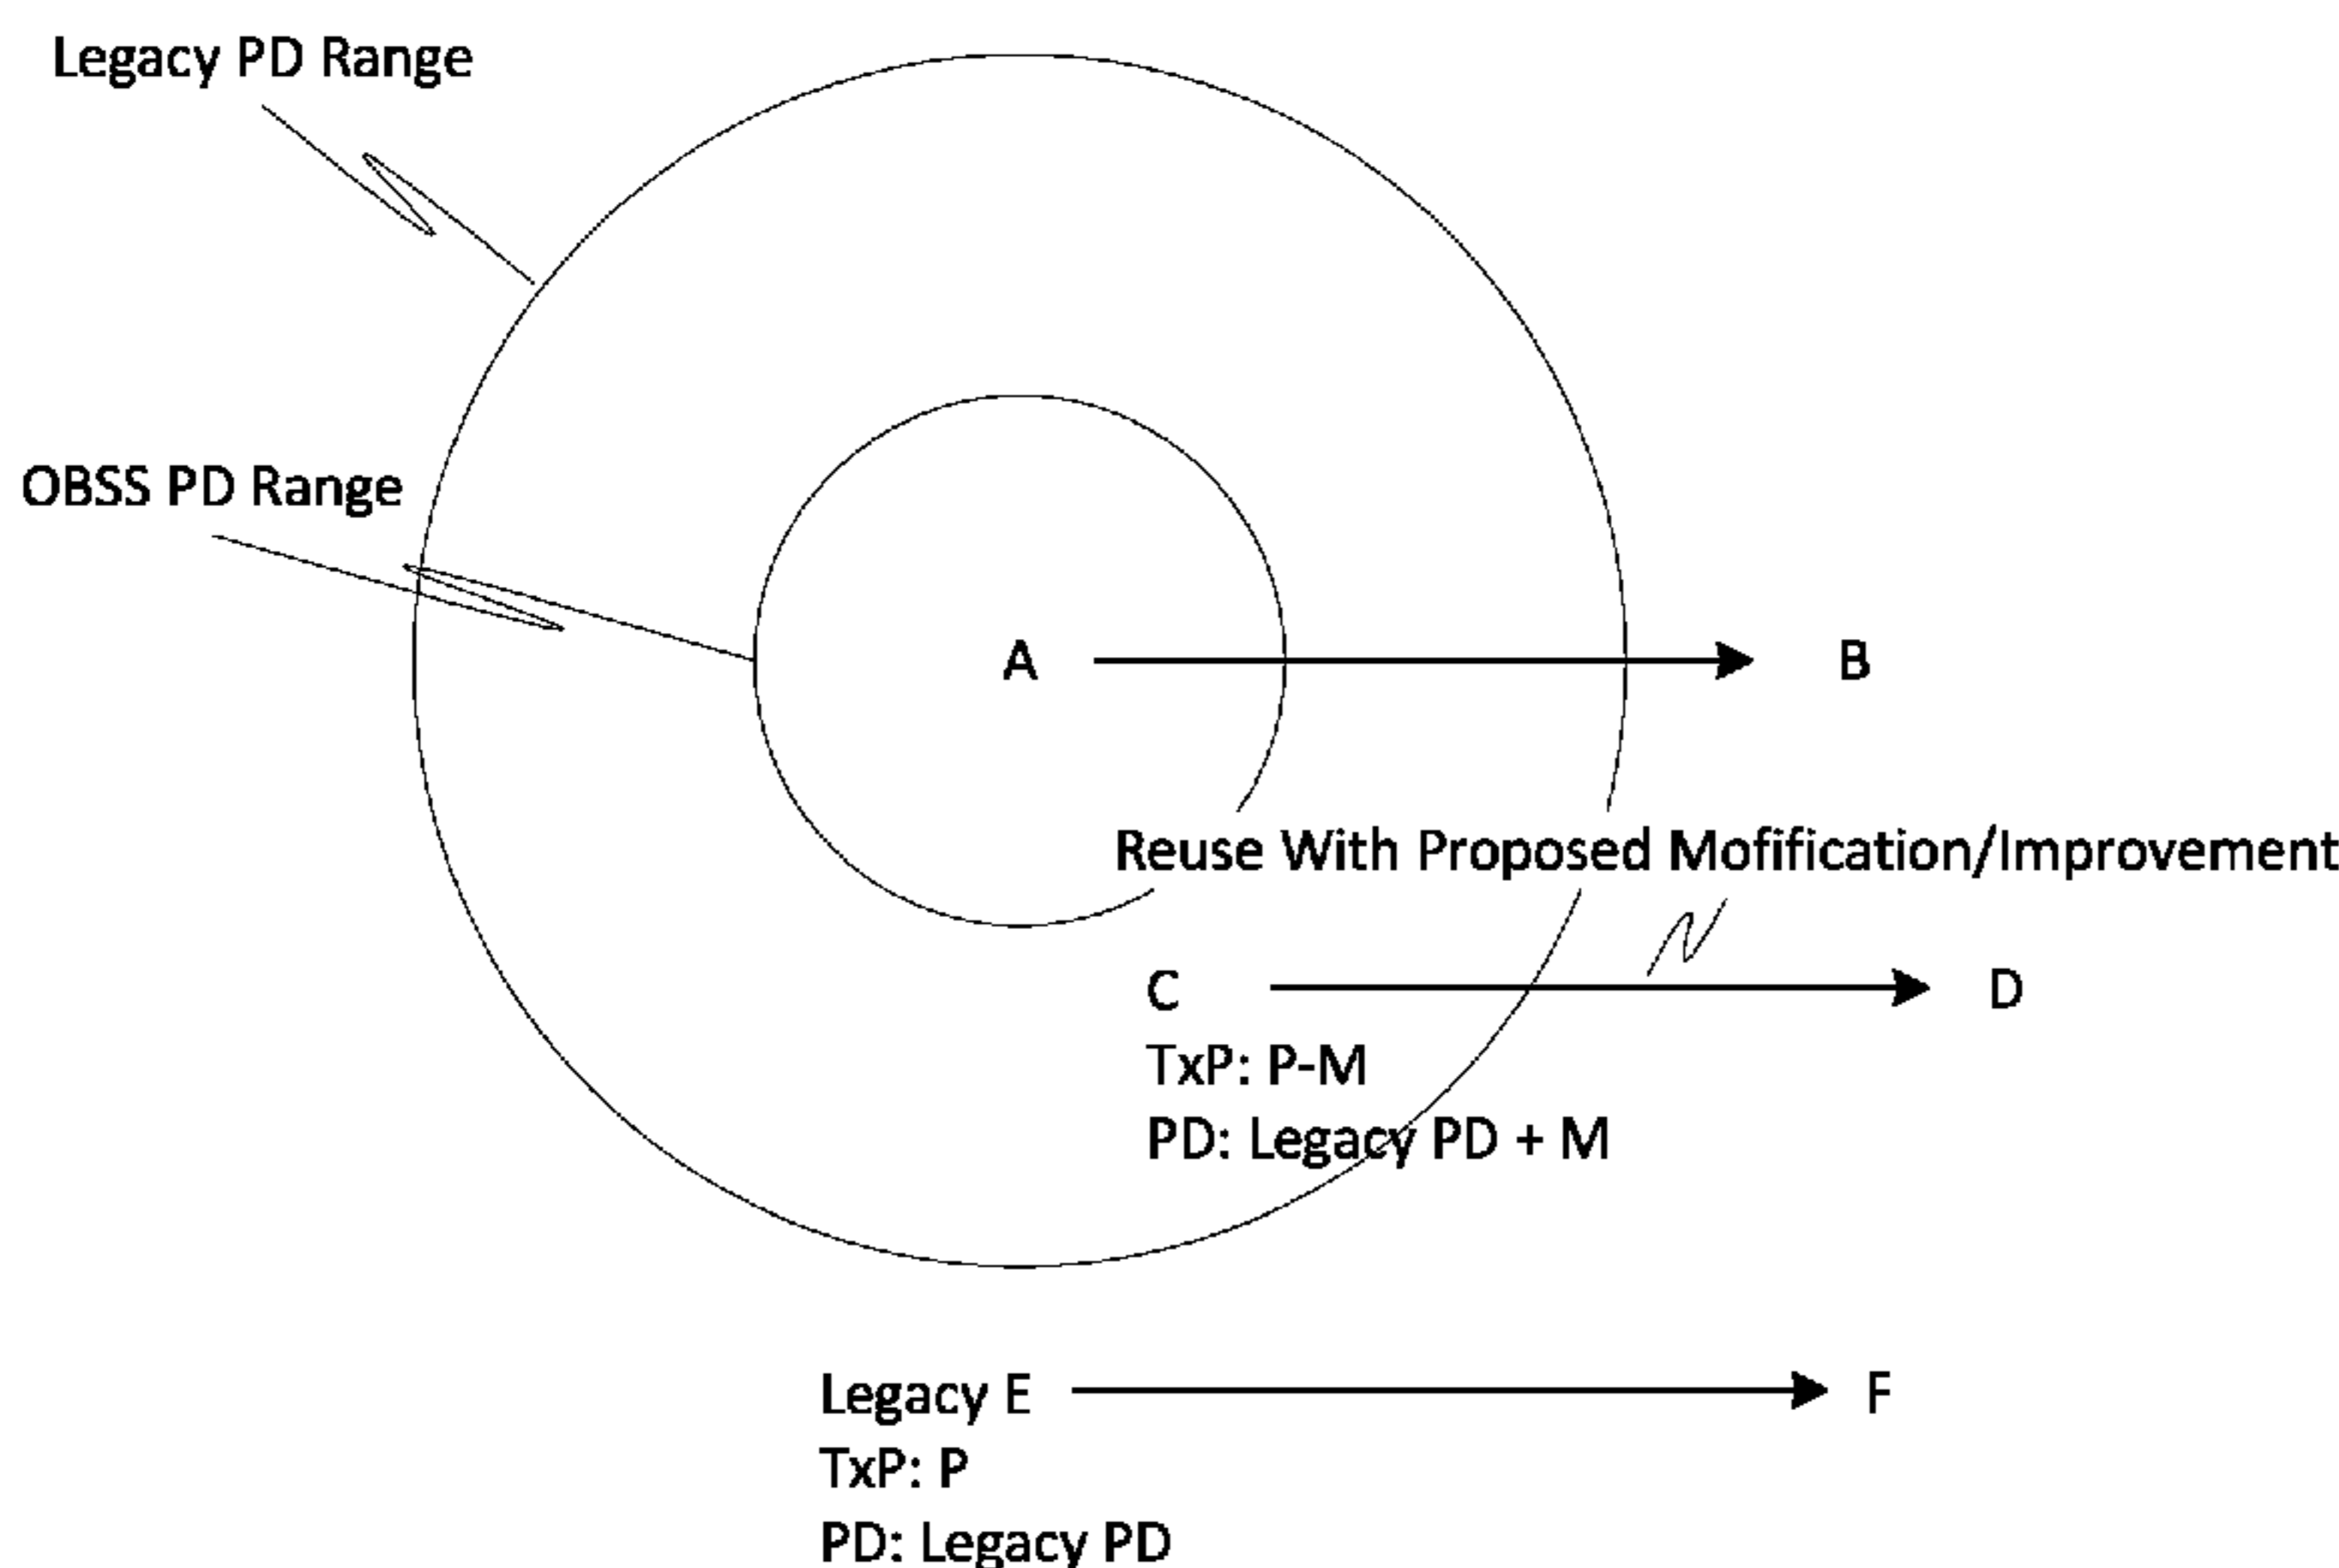 Legacy PD Range
OBSS PD Range
A
B
Reuse With Proposed Mofification/Improvement
C
D
TxP: P-M
PD: Legacy PD + M
Legacy E
F
TxP: P
PD: Legacy PD